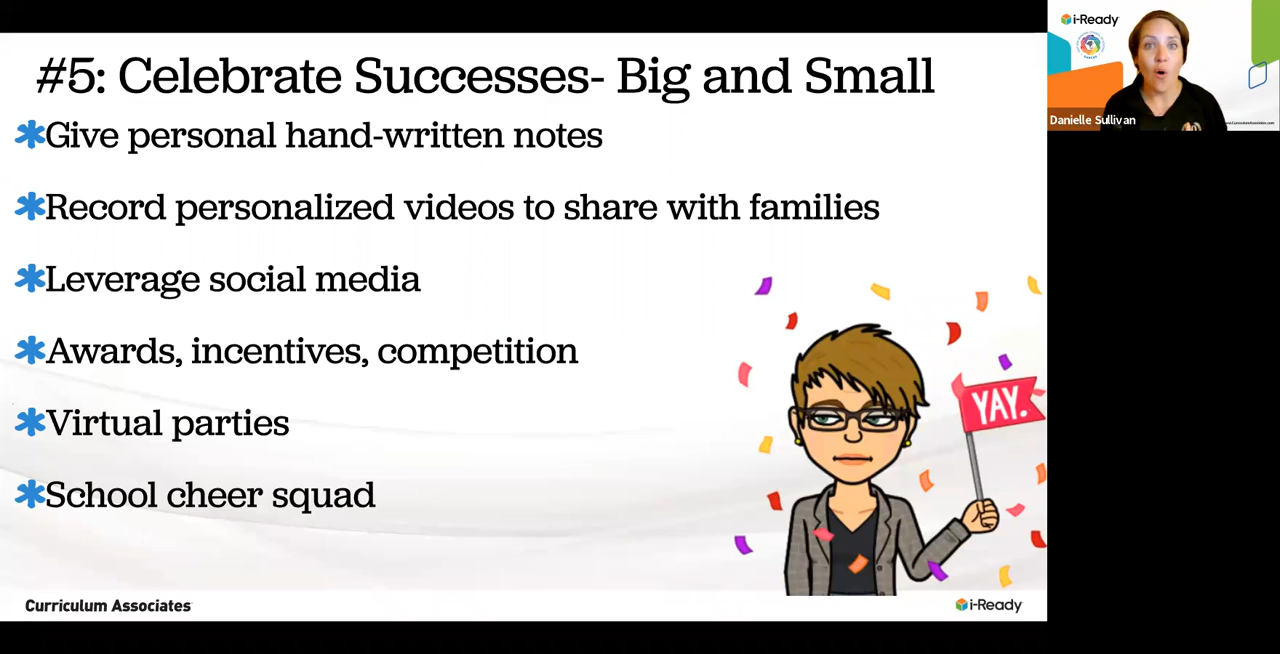 #5: Celebrate Successes- Big and Small
*Give personal hand-written notes
*Record personalized videos to share with families
*Leverage social media
*Awards, incentives, competition
*Virtual parties
*School cheer squad
YAY.
Curriculum Associates
i-Ready
i-Ready
Danielle Sullivan